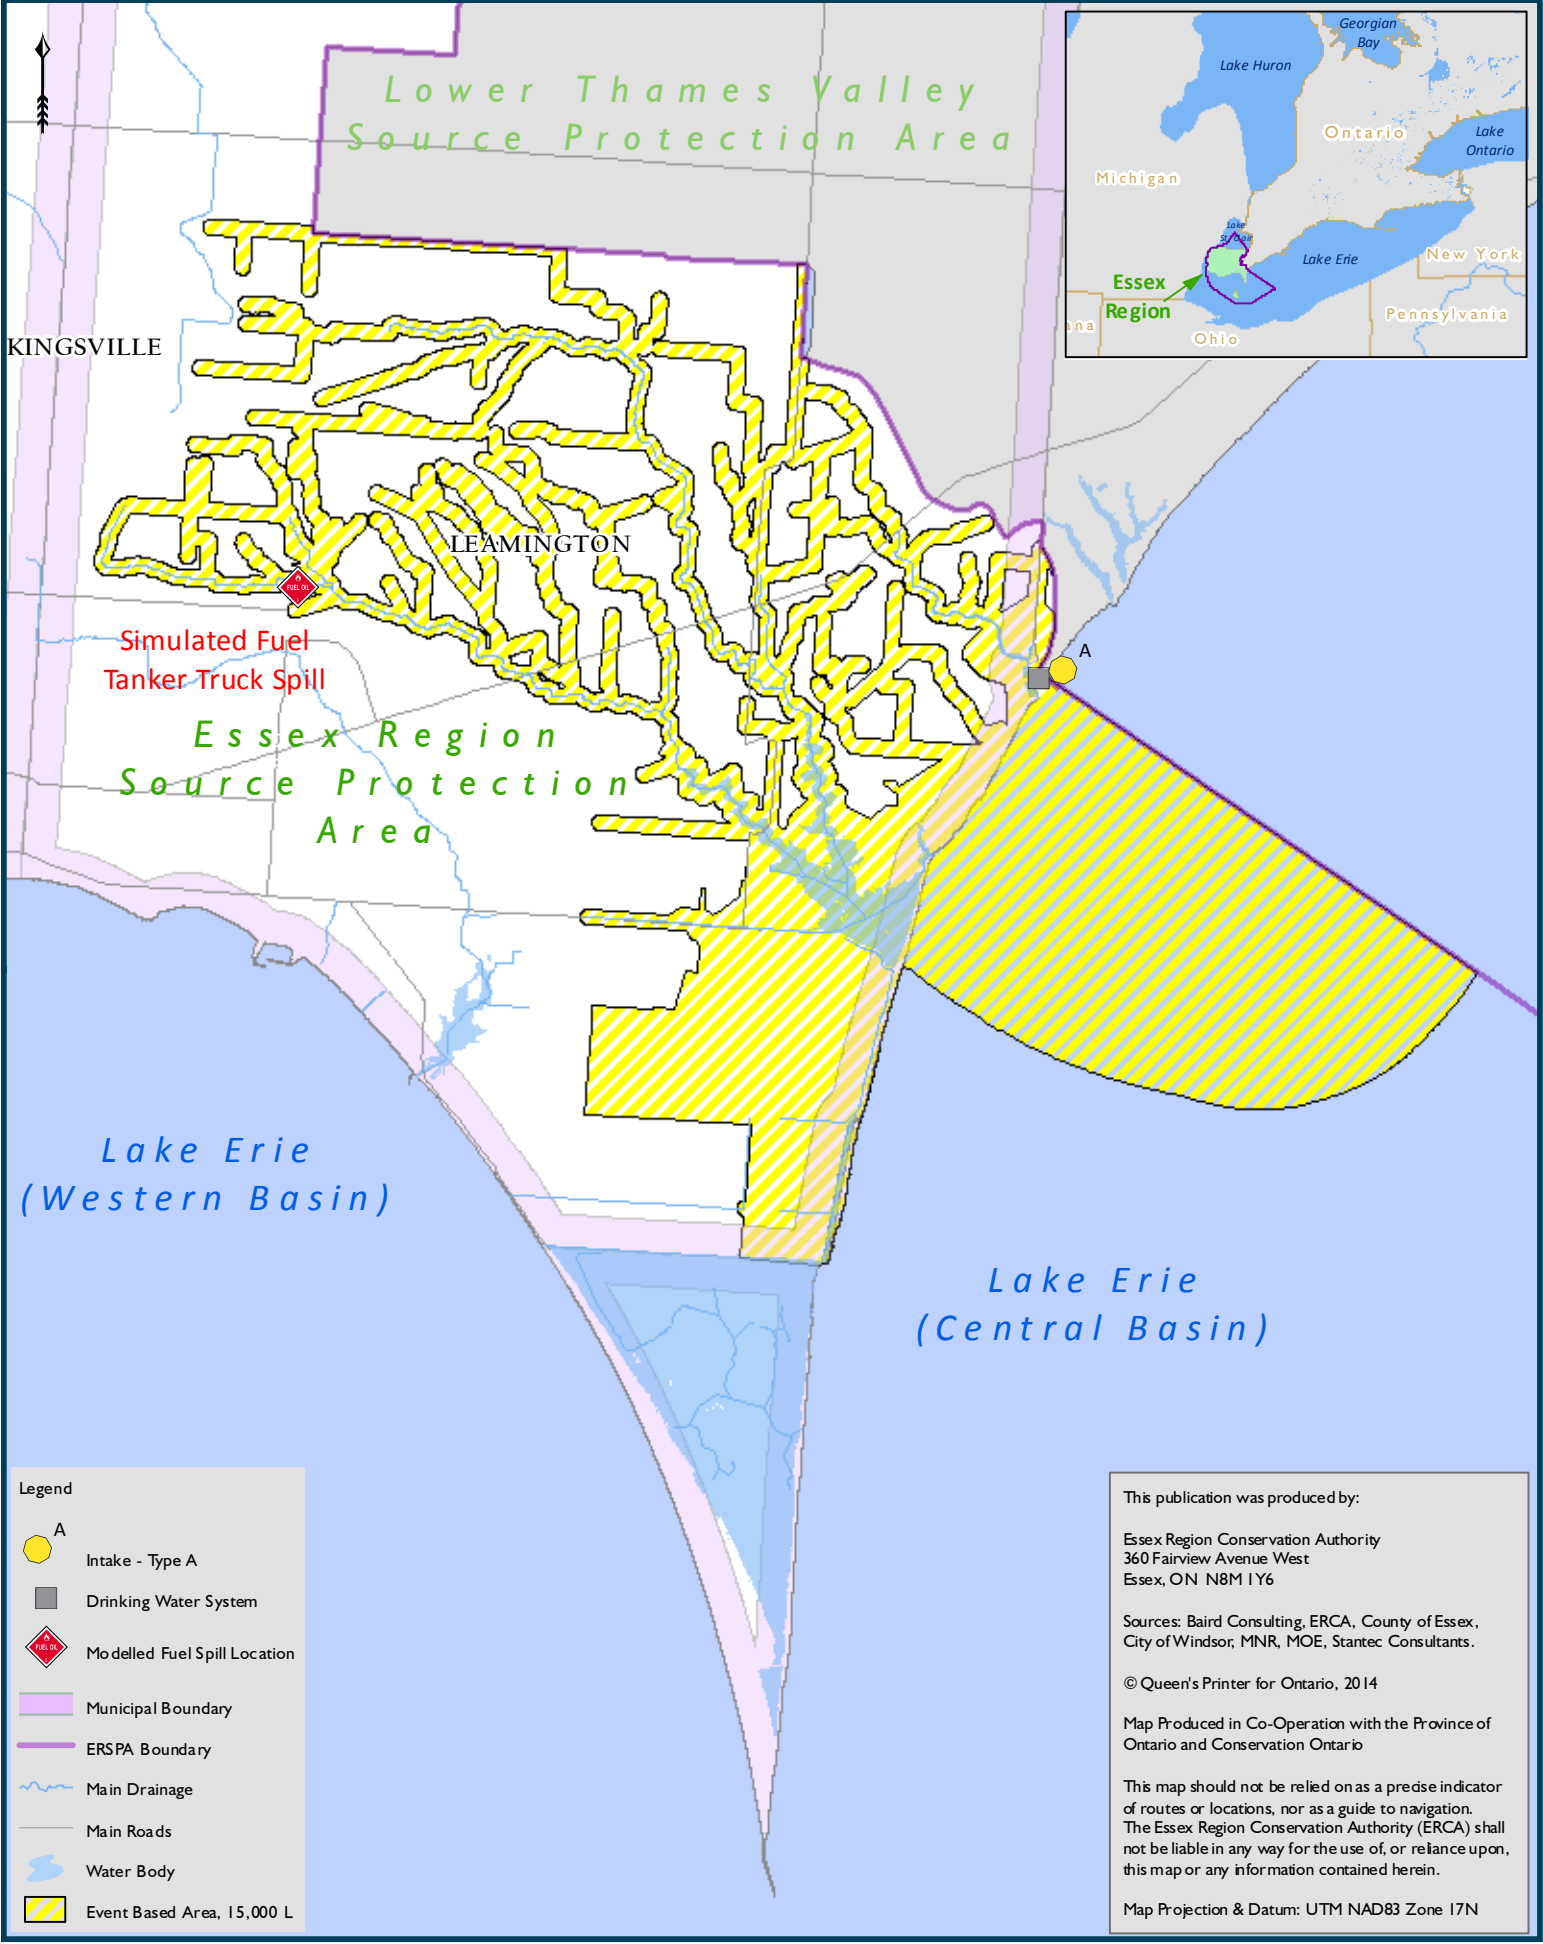 Lower Thames Valley
Source Protection Area
Georgian
Bay
Lake Huron
Ontario
Lake
Ontario
Michigan
Lake
St. Clair
New York
Lake Erie
Essex
Region
Pennsylvania
ana
Ohio
KINGSVILLE
LEAMINGTON
FUEL OIL
Simulated Fuel
Tanker Truck Spill
A
Essex Region
Source Protection
Area
Lake Erie
(Western Basin)
Lake Erie
(Central Basin)
Legend
A
Intake - Type A
Drinking Water System
FUEL OIL
Modelled Fuel Spill Location
Municipal Boundary
ERSPA Boundary
Main Drainage
Main Roads
Water Body
Event Based Area, 15,000 L
This publication was produced by:
Essex Region Conservation Authority
360 Fairview Avenue West
Essex, ON N8M 1Y6
Sources: Baird Consulting, ERCA, County of Essex,
City of Windsor, MNR, MOE, Stantec Consultants.
© Queen's Printer for Ontario, 2014
Map Produced in Co-Operation with the Province of
Ontario and Conservation Ontario
This map should not be relied on as a precise indicator
of routes or locations, nor as a guide to navigation.
The Essex Region Conservation Authority (ERCA) shall
not be liable in any way for the use of, or reliance upon,
this map or any information contained herein.
Map Projection & Datum: UTM NAD83 Zone 17N